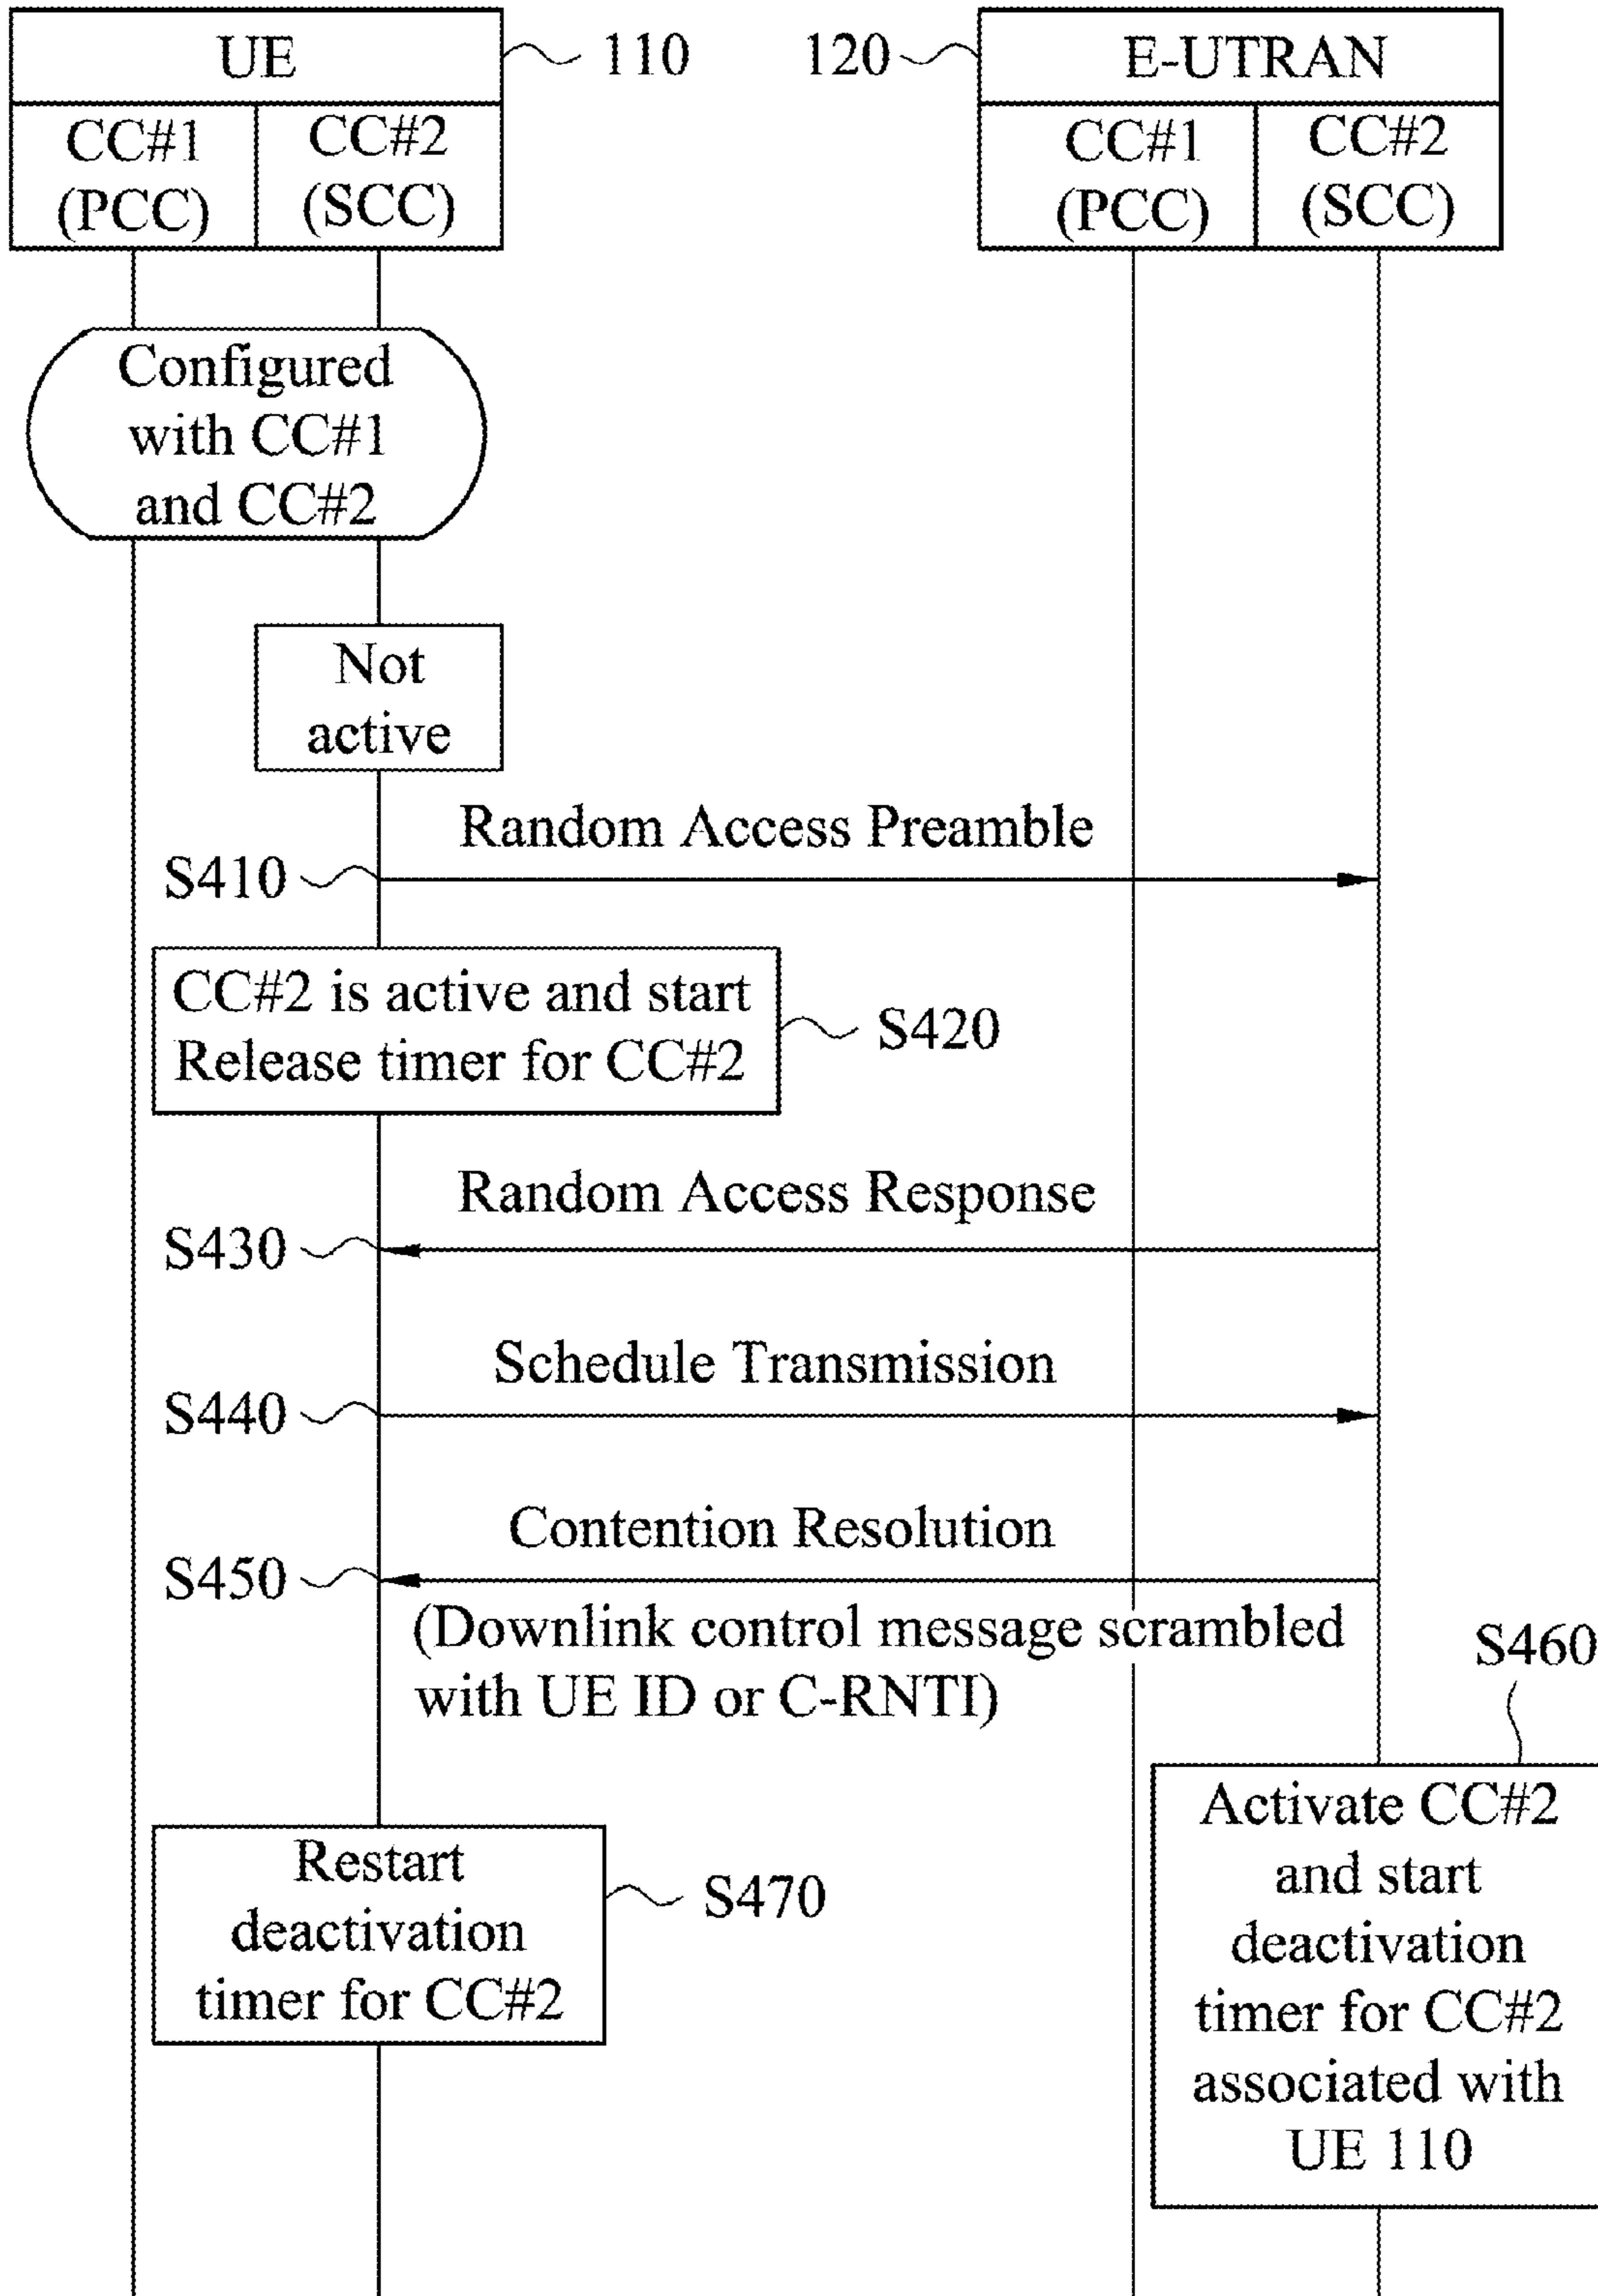 UE
110
120
E-UTRAN
CC#1
(PCC)
CC#2
(SCC)
CC#1
(PCC)
CC#2
(SCC)
Configured
with CC#1
and CC#2
Not
active
Random Access Preamble
S410
CC#2 is active and start
Release timer for CC#2
S420
Random Access Response
S430
Schedule Transmission
S440
Contention Resolution
S450
(Downlink control message scrambled
with UE ID or C-RNTI)
S460
Activate CC#2
and start
deactivation
timer for CC#2
associated with
UE 110
Restart
deactivation
timer for CC#2
S470